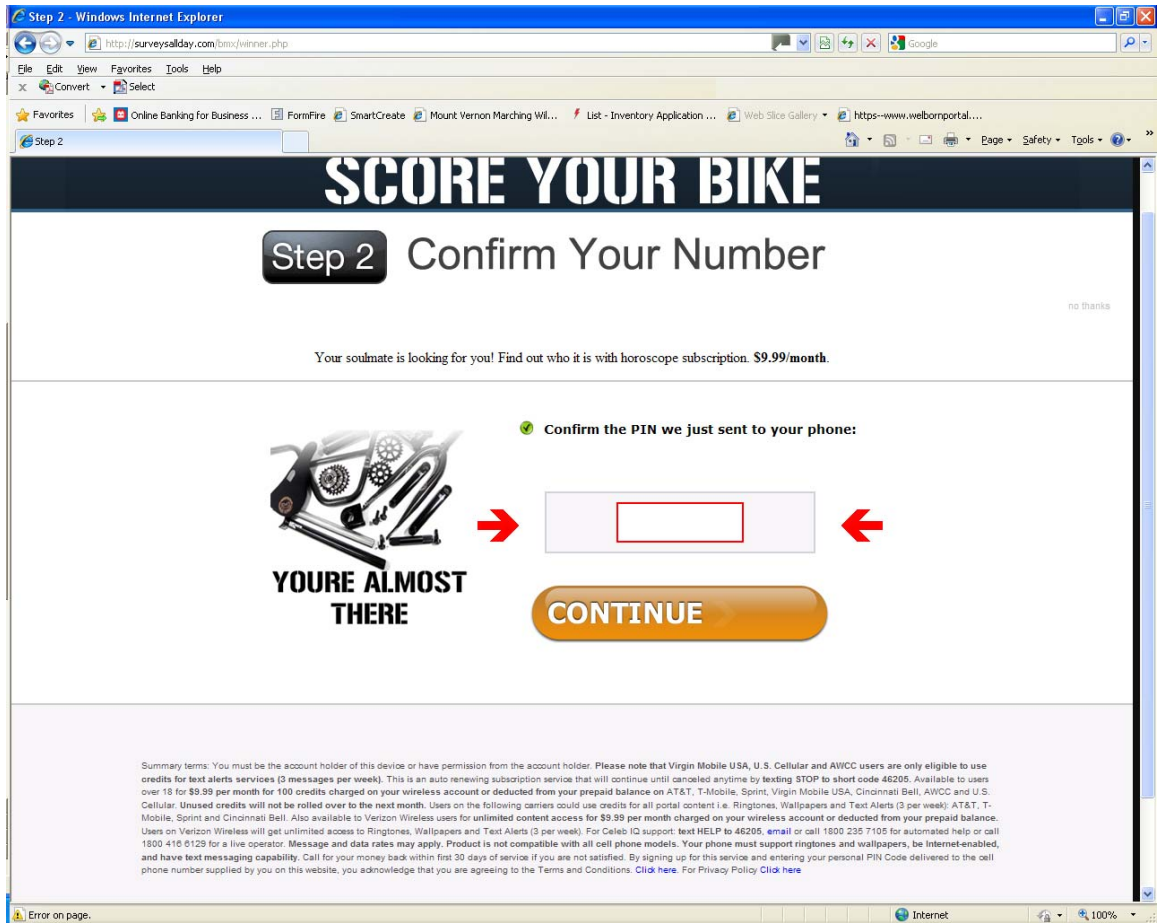 Step 2 - Windows Internet Explorer
http://surveysallday.com/bmx/winner.php
Google
File Edit View Favorites Tools Help
x Convert Select
Favorites Online Banking for Business ... FormFire SmartCreate Mount Vernon Marching Wil... List - Inventory Application ... Web Slice Gallery https--www.welbornportal....
Step 2 Page Safety Tools »
SCORE YOUR BIKE
Step 2 Confirm Your Number
no thanks
Your soulmate is looking for you! Find out who it is with horoscope subscription. $9.99/month.
Confirm the PIN we just sent to your phone:
YOURE ALMOST
THERE
CONTINUE
Summary terms: You must be the account holder of this device or have permission from the account holder. Please note that Virgin Mobile USA, U.S. Cellular and AWCC users are only eligible to use
credits for text alerts services (3 messages per week). This is an auto renewing subscription service that will continue until canceled anytime by texting STOP to short code 46205. Available to users
over 18 for $9.99 per month for 100 credits charged on your wireless account or deducted from your prepaid balance on AT&T, T-Mobile, Sprint, Virgin Mobile USA, Cincinnati Bell, AWCC and U.S.
Cellular. Unused credits will not be rolled over to the next month. Users on the following carriers could use credits for all portal content i.e. Ringtones, Wallpapers and Text Alerts (3 per week): AT&T, T-
Mobile, Sprint and Cincinnati Bell. Also available to Verizon Wireless users for unlimited content access for $9.99 per month charged on your wireless account or deducted from your prepaid balance.
Users on Verizon Wireless will get unlimited access to Ringtones, Wallpapers and Text Alerts (3 per week). For Celeb IQ support: text HELP to 46205, email or call 1800 235 7105 for automated help or call
1800 416 6129 for a live operator. Message and data rates may apply. Product is not compatible with all cell phone models. Your phone must support ringtones and wallpapers, be Internet-enabled,
and have text messaging capability. Call for your money back within first 30 days of service if you are not satisfied. By signing up for this service and entering your personal PIN Code delivered to the cell
phone number supplied by you on this website, you acknowledge that you are agreeing to the Terms and Conditions. Click here. For Privacy Policy Click here
Error on page. Internet 100%